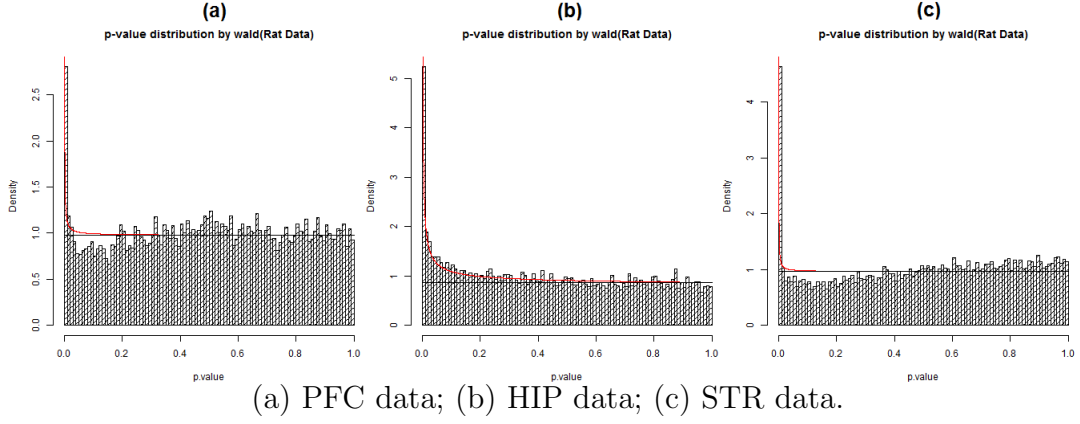 (a)
p-value distribution by wald(Rat Data)
Density
0.0 0.5 1.0 1.5 2.0 2.5
0.0 0.2 0.4 0.6 0.8 1.0
p.value
(b)
p-value distribution by wald(Rat Data)
Density
0 1 2 3 4 5
0.0 0.2 0.4 0.6 0.8 1.0
p.value
(c)
p-value distribution by wald(Rat Data)
Density
0 1 2 3 4
0.0 0.2 0.4 0.6 0.8 1.0
p.value
(a) PFC data; (b) HIP data; (c) STR data.